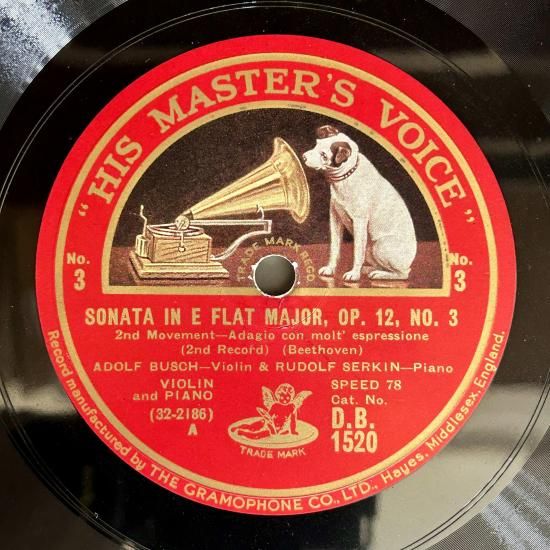 "HIS MASTER'S VOICE"
TRADE MARK REGD
No.
3
No.
3
SONATA IN E FLAT MAJOR, OP. 12, NO. 3
2nd Movement—Adagio con molt' espressione
(2nd Record) (Beethoven)
ADOLF BUSCH—Violin & RUDOLF SERKIN—Piano
VIOLIN
and PIANO
(32-2186)
A
SPEED 78
Cat. No.
D.B.
1520
TRADE MARK
Record manufactured by THE GRAMOPHONE CO., LTD., Hayes, Middlesex, England.